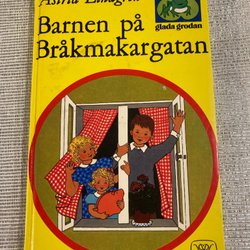 Astrid Lindgren
Barnen på
Bråkmakargatan
glada grodan